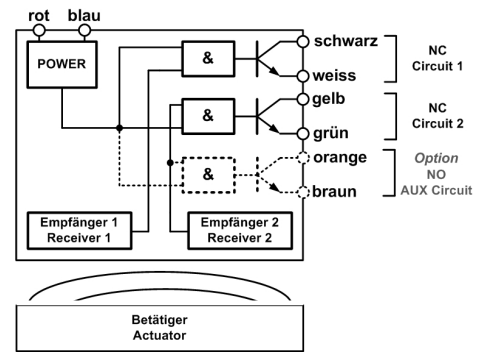 rot blau
POWER
&
schwarz
weiss
NC
Circuit 1
&
gelb
grün
NC
Circuit 2
&
orange
braun
Option
NO
AUX Circuit
Empfänger 1
Receiver 1
Empfänger 2
Receiver 2
Betätiger
Actuator